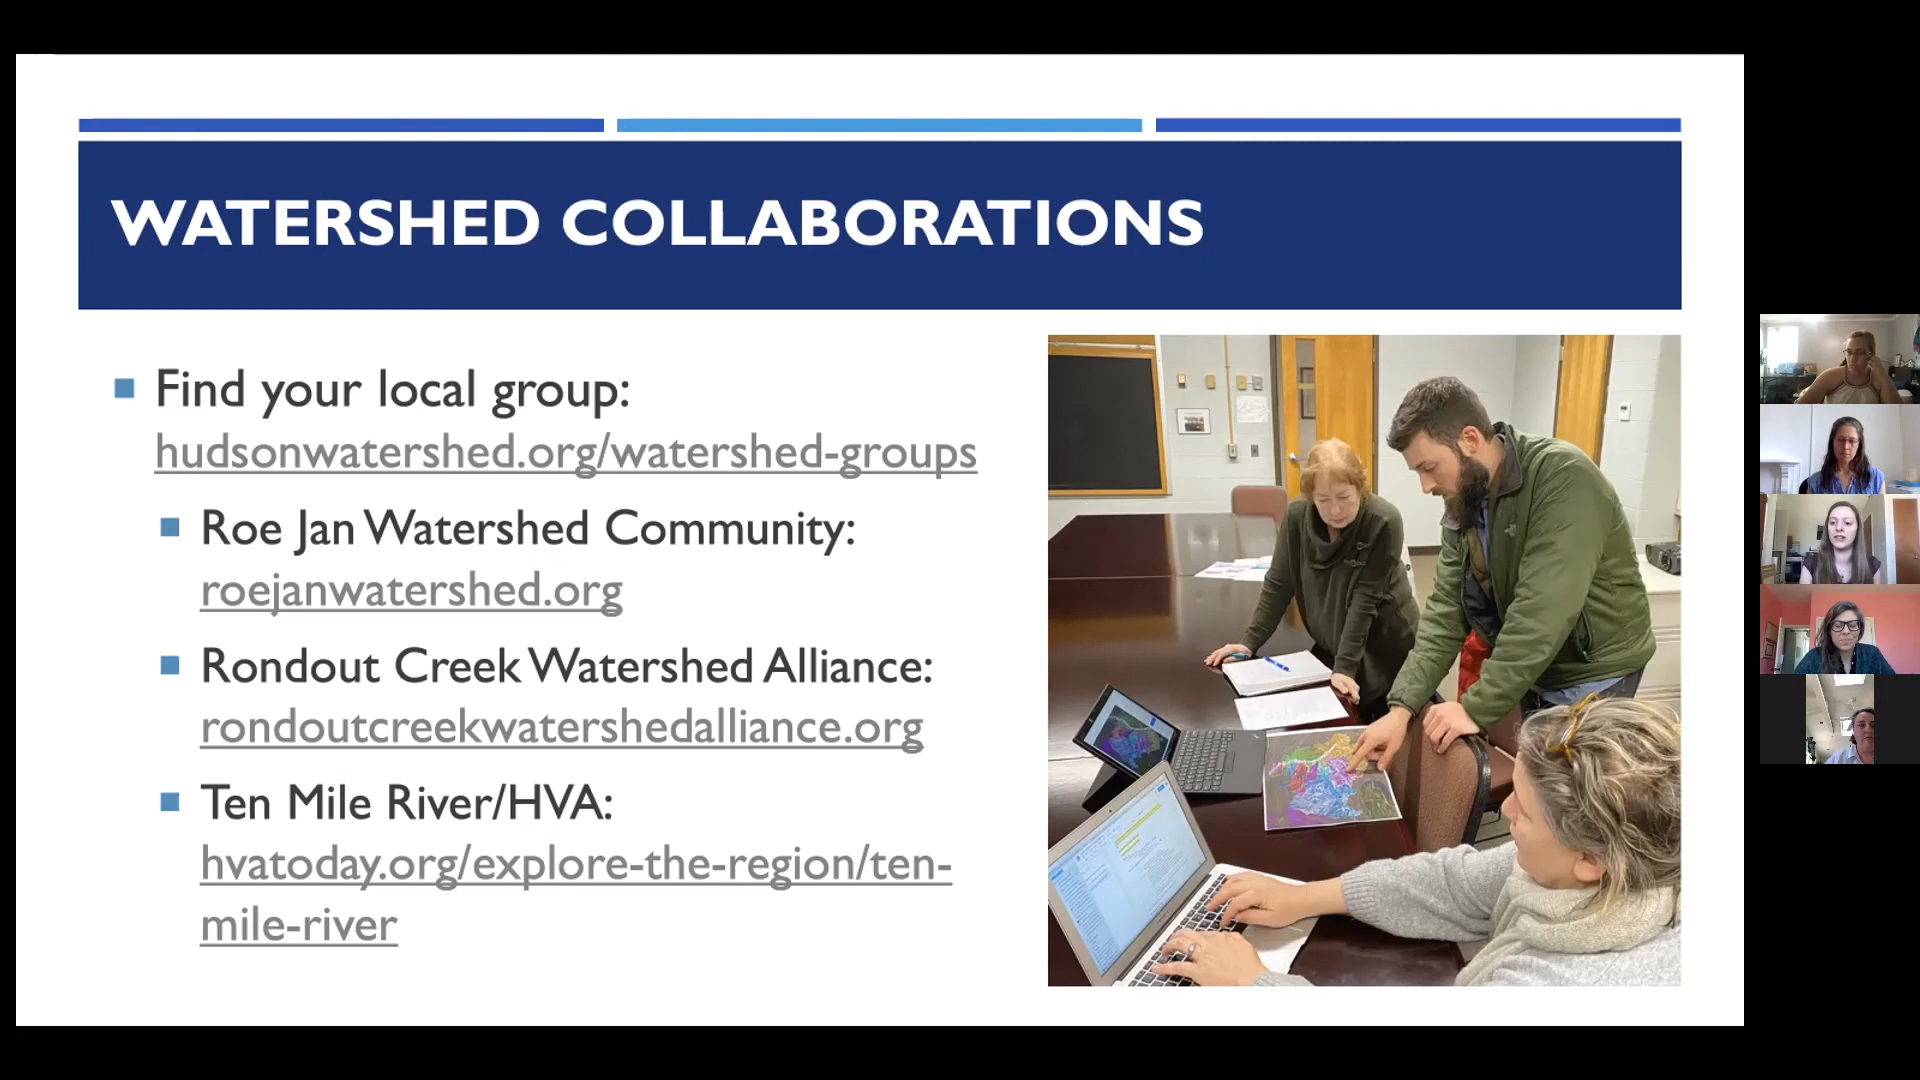 WATERSHED COLLABORATIONS
Find your local group:
hudsonwatershed.org/watershed-groups
Roe Jan Watershed Community:
roejanwatershed.org
Rondout Creek Watershed Alliance:
rondoutcreekwatershedalliance.org
Ten Mile River/HVA:
hvatoday.org/explore-the-region/ten-
mile-river